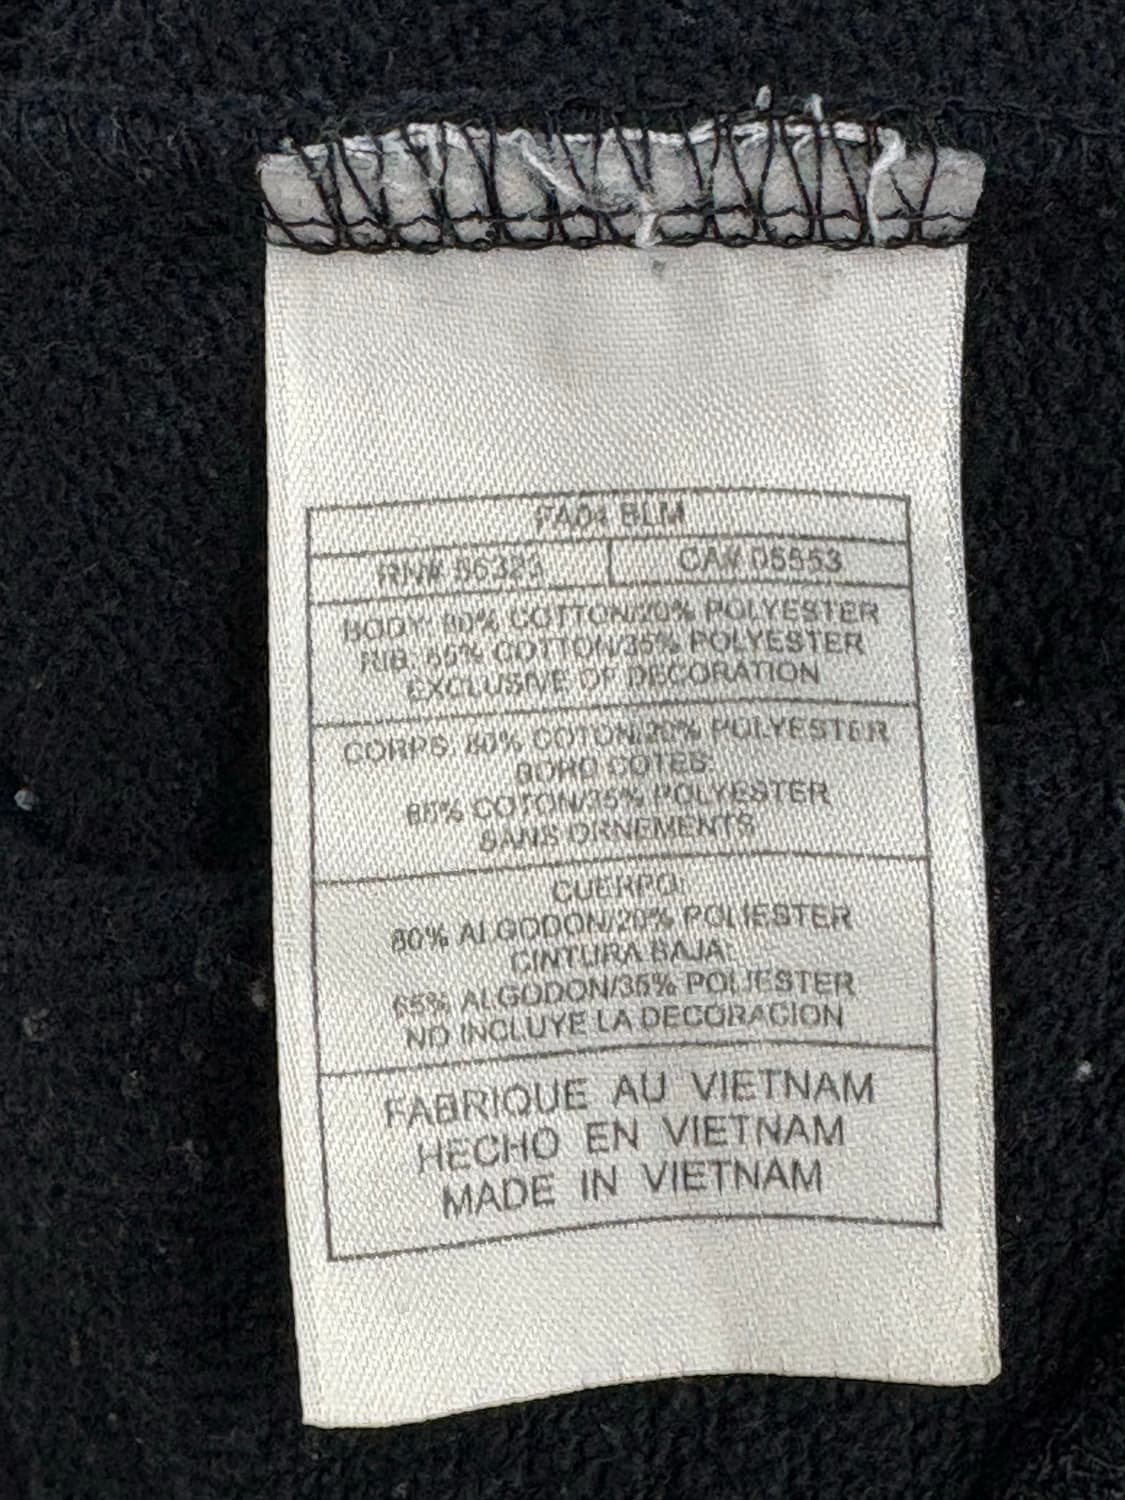 FA04 BLM
RN# 56323
CA# 05553
BODY: 80% COTTON/20% POLYESTER
RIB: 65% COTTON/35% POLYESTER
EXCLUSIVE OF DECORATION
CORPS: 80% COTON/20% POLYESTER
BORD COTES:
65% COTON/35% POLYESTER
SANS ORNEMENTS
CUERPO:
80% ALGODON/20% POLIESTER
CINTURA BAJA:
65% ALGODON/35% POLIESTER
NO INCLUYE LA DECORACION
FABRIQUE AU VIETNAM
HECHO EN VIETNAM
MADE IN VIETNAM